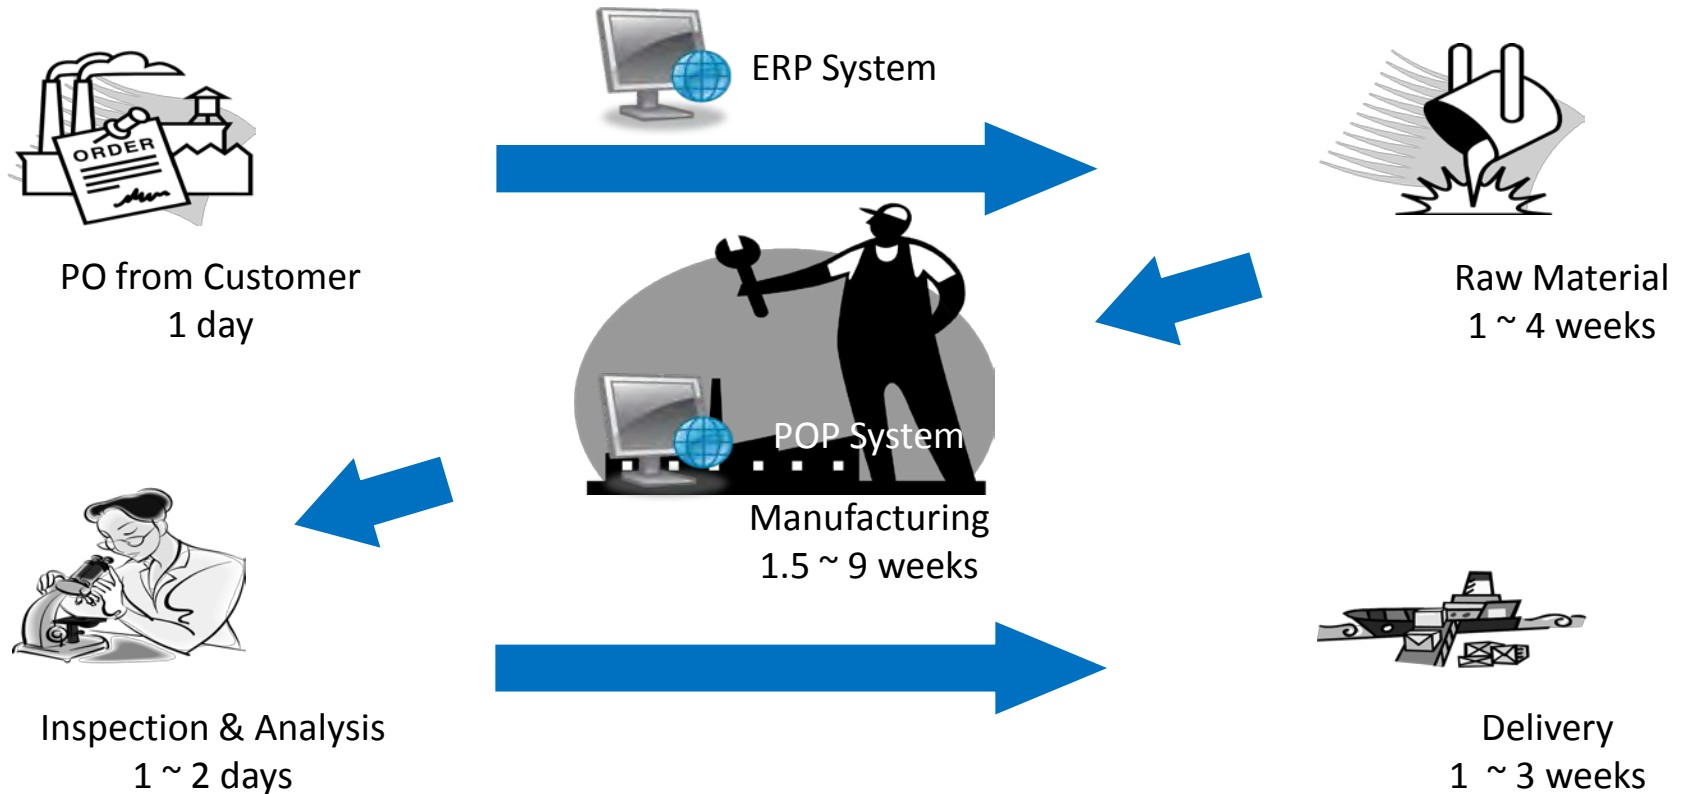 ERP System
ORDER
PO from Customer
1 day
Raw Material
1 ~ 4 weeks
POP System
Manufacturing
1.5 ~ 9 weeks
Inspection & Analysis
1 ~ 2 days
Delivery
1 ~ 3 weeks